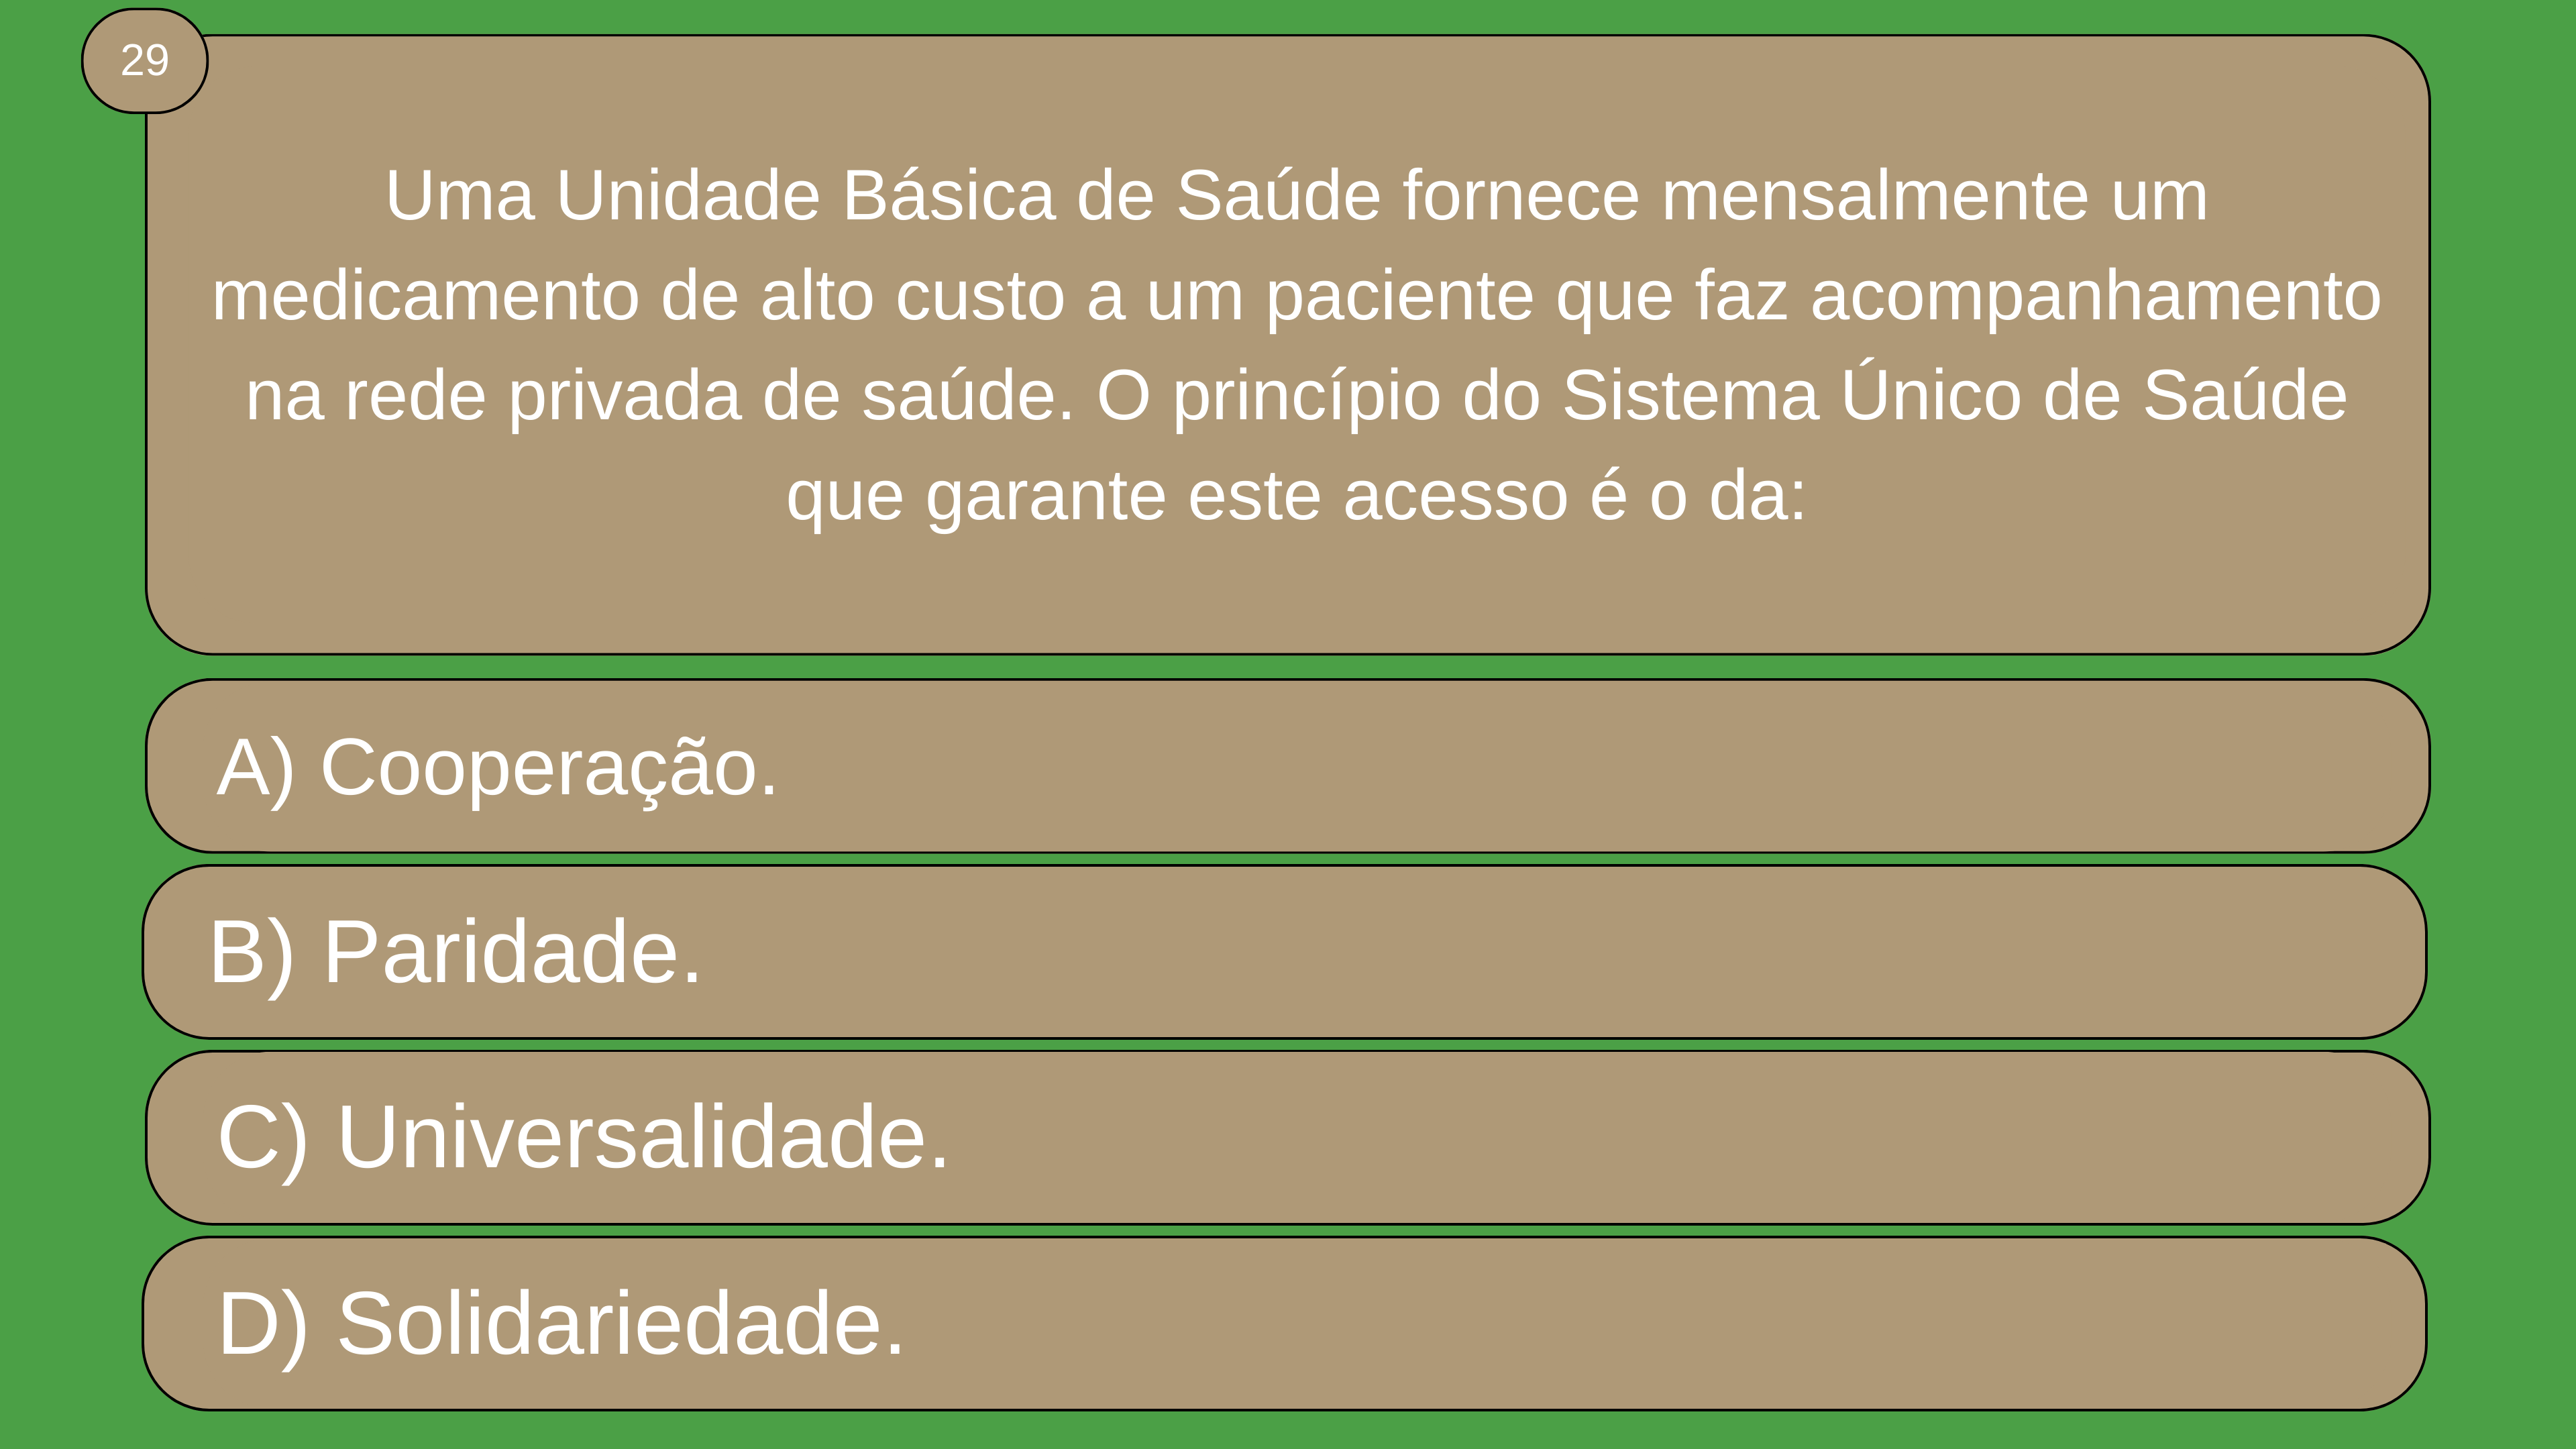 29
Uma Unidade Básica de Saúde fornece mensalmente um
medicamento de alto custo a um paciente que faz acompanhamento
na rede privada de saúde. O princípio do Sistema Único de Saúde
que garante este acesso é o da:
A) Cooperação.
B) Paridade.
C) Universalidade.
D) Solidariedade.